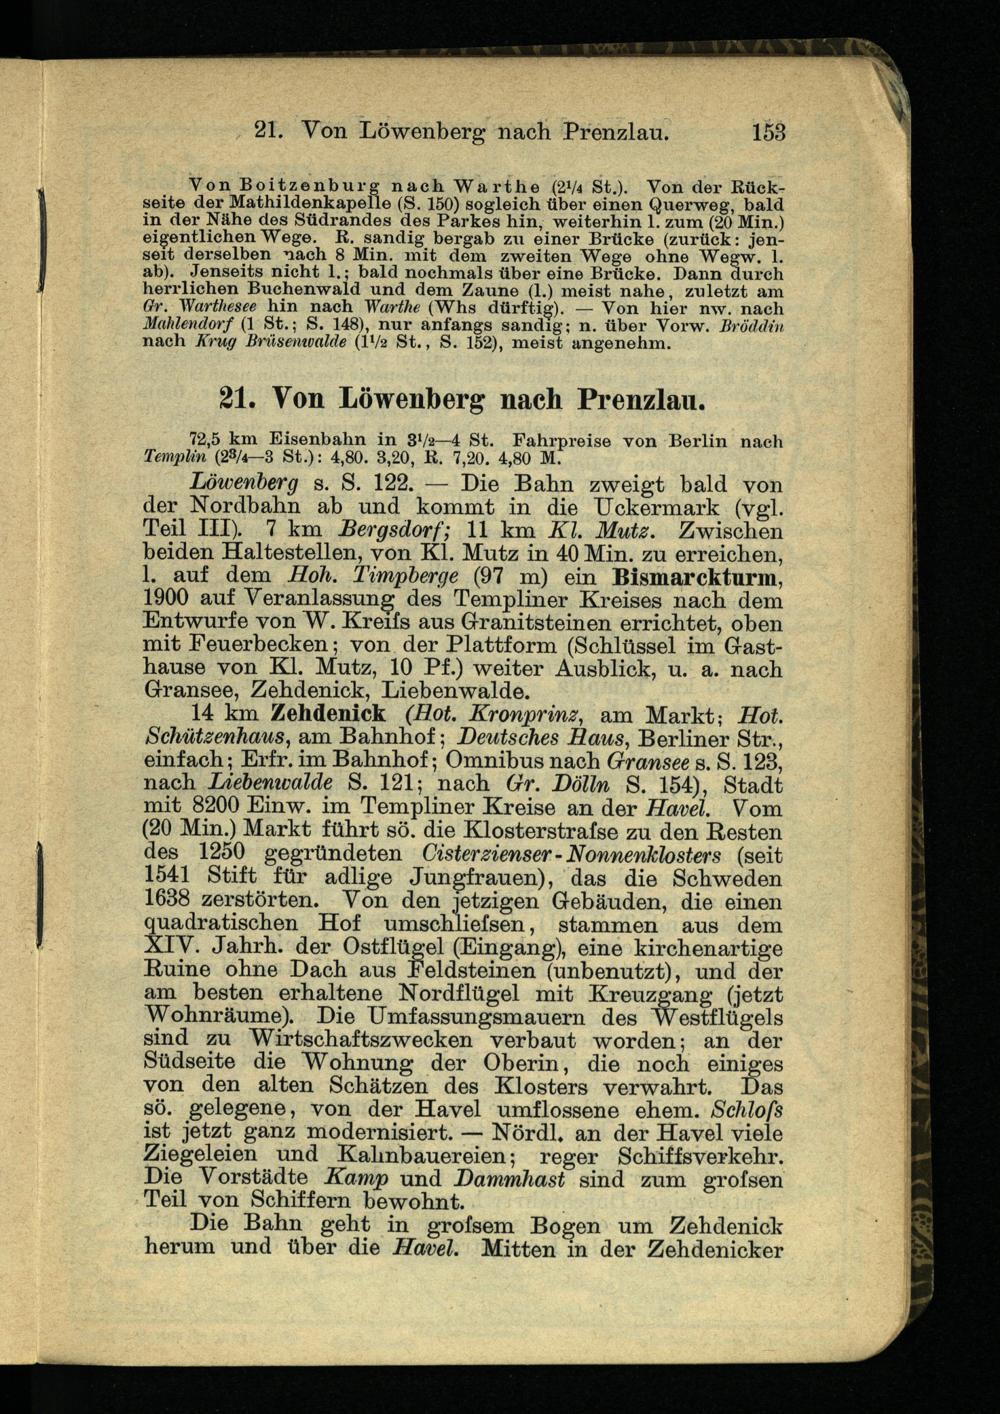 21. Von Löwenberg nach Prenzlau. 153
Von Boitzenburg nach Warthe (2¼ St.). Von der Rück-
seite der Mathildenkapelle (S. 150) sogleich über einen Querweg, bald
in der Nähe des Südrandes des Parkes hin, weiterhin l. zum (20 Min.)
eigentlichen Wege. R. sandig bergab zu einer Brücke (zurück: jen-
seit derselben nach 8 Min. mit dem zweiten Wege ohne Wegw. l.
ab). Jenseits nicht l.; bald nochmals über eine Brücke. Dann durch
herrlichen Buchenwald und dem Zaune (l.) meist nahe, zuletzt am
Gr. Warthesee hin nach Warthe (Whs dürftig). — Von hier nw. nach
Mahlendorf (1 St.; S. 148), nur anfangs sandig; n. über Vorw. Bröddin
nach Krug Brüsenwalde (1½ St., S. 152), meist angenehm.
21. Von Löwenberg nach Prenzlau.
72,5 km Eisenbahn in 3½—4 St. Fahrpreise von Berlin nach
Templin (2¾—3 St.): 4,80. 3,20, R. 7,20. 4,80 M.
Löwenberg s. S. 122. — Die Bahn zweigt bald von
der Nordbahn ab und kommt in die Uckermark (vgl.
Teil III). 7 km Bergsdorf; 11 km Kl. Mutz. Zwischen
beiden Haltestellen, von Kl. Mutz in 40 Min. zu erreichen,
l. auf dem Hoh. Timpberge (97 m) ein Bismarckturm,
1900 auf Veranlassung des Templiner Kreises nach dem
Entwurfe von W. Kreifs aus Granitsteinen errichtet, oben
mit Feuerbecken; von der Plattform (Schlüssel im Gast-
hause von Kl. Mutz, 10 Pf.) weiter Ausblick, u. a. nach
Gransee, Zehdenick, Liebenwalde.
14 km Zehdenick (Hot. Kronprinz, am Markt; Hot.
Schützenhaus, am Bahnhof; Deutsches Haus, Berliner Str.,
einfach; Erfr. im Bahnhof; Omnibus nach Gransee s. S. 123,
nach Liebenwalde S. 121; nach Gr. Dölln S. 154), Stadt
mit 8200 Einw. im Templiner Kreise an der Havel. Vom
(20 Min.) Markt führt sö. die Klosterstrafse zu den Resten
des 1250 gegründeten Cisterzienser-Nonnenklosters (seit
1541 Stift für adlige Jungfrauen), das die Schweden
1638 zerstörten. Von den jetzigen Gebäuden, die einen
quadratischen Hof umschliefsen, stammen aus dem
XIV. Jahrh. der Ostflügel (Eingang), eine kirchenartige
Ruine ohne Dach aus Feldsteinen (unbenutzt), und der
am besten erhaltene Nordflügel mit Kreuzgang (jetzt
Wohnräume). Die Umfassungsmauern des Westflügels
sind zu Wirtschaftszwecken verbaut worden; an der
Südseite die Wohnung der Oberin, die noch einiges
von den alten Schätzen des Klosters verwahrt. Das
sö. gelegene, von der Havel umflossene ehem. Schlofs
ist jetzt ganz modernisiert. — Nördl. an der Havel viele
Ziegeleien und Kahnbauereien; reger Schiffsverkehr.
Die Vorstädte Kamp und Dammhast sind zum grofsen
Teil von Schiffern bewohnt.
Die Bahn geht in grofsem Bogen um Zehdenick
herum und über die Havel. Mitten in der Zehdenicker